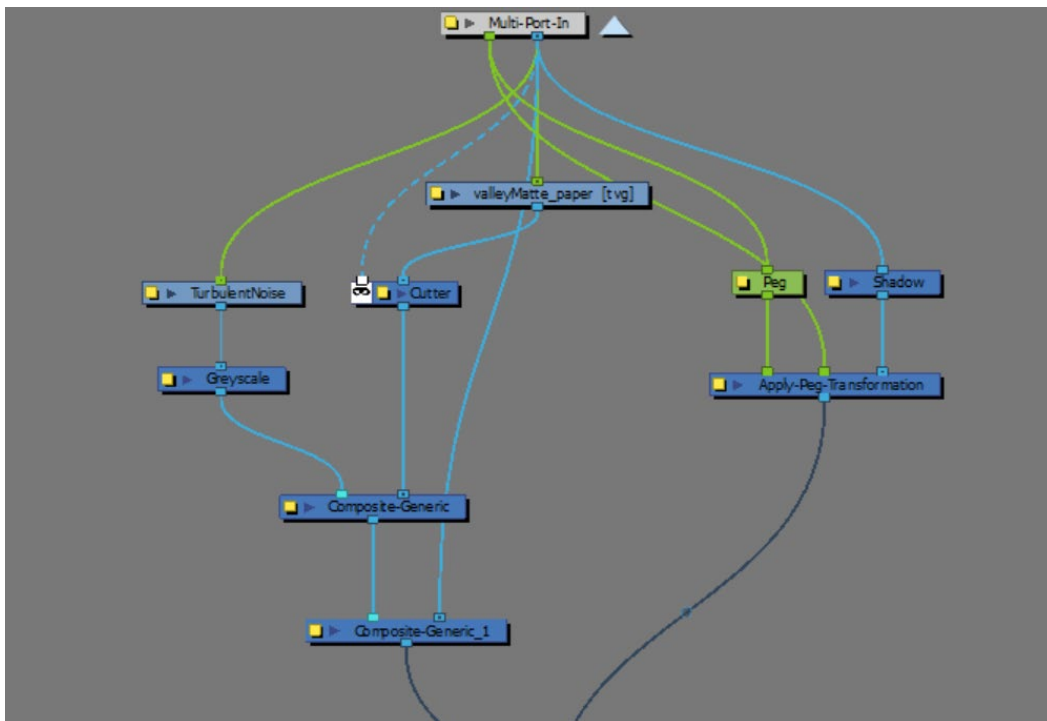 Multi-Port-In
valleyMatte_paper [tvg]
TurbulentNoise
Cutter
Peg
Shadow
Greyscale
Apply-Peg-Transformation
Composite-Generic
Composite-Generic_1